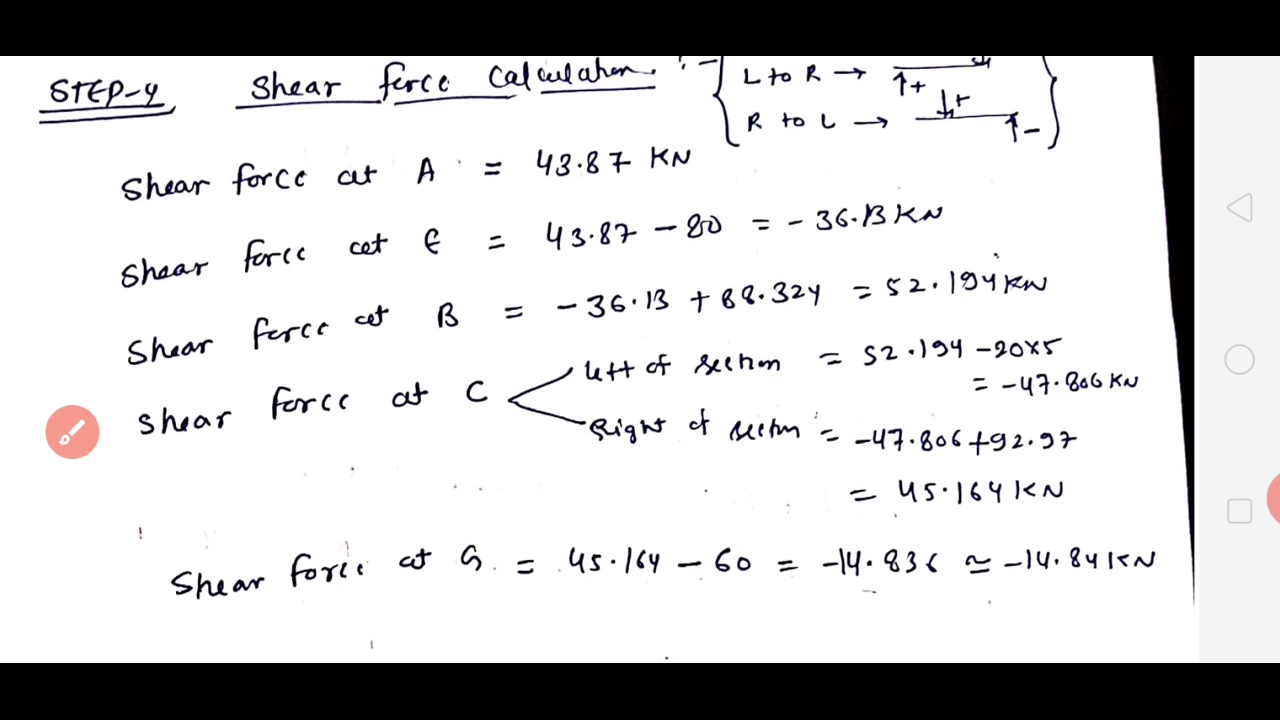 STEP-4 Shear force calculation :-
L to R → ↑+
R to L → ↓+ ↑-
Shear force at A = 43.87 KN
Shear force at E = 43.87 - 80 = -36.13 KN
Shear force at B = -36.13 + 88.324 = 52.194 KN
Shear force at C left of section = 52.194 - 20×5
= -47.806 KN
Right of section = -47.806 + 92.97
= 45.164 KN
Shear force at G = 45.164 - 60 = -14.836 ≃ -14.84 KN